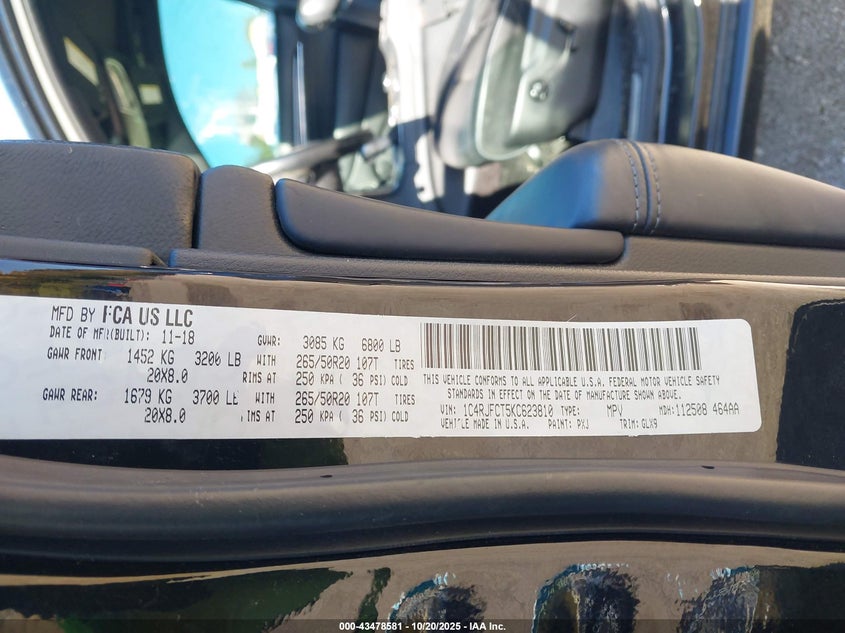 MFD BY FCA US LLC
DATE OF MFR(BUILT): 11-18 GVWR: 3085 KG 6800 LB
GAWR FRONT: 1452 KG 3200 LB WITH 265/50R20 107T TIRES
20X8.0 RIMS AT 250 KPA ( 36 PSI) COLD
GAWR REAR: 1679 KG 3700 LB WITH 265/50R20 107T TIRES
20X8.0 RIMS AT 250 KPA ( 36 PSI) COLD
THIS VEHICLE CONFORMS TO ALL APPLICABLE U.S.A. FEDERAL MOTOR VEHICLE SAFETY
STANDARDS IN EFFECT ON THE DATE OF MANUFACTURE SHOWN ABOVE.
VIN: 1C4RJFCT5KC623810 TYPE: MPV MDH: 112508 464AA
VEHICLE MADE IN U.S.A. PAINT: PXJ TRIM: GLX9
000-43478581 - 10/20/2025 - IAA Inc.